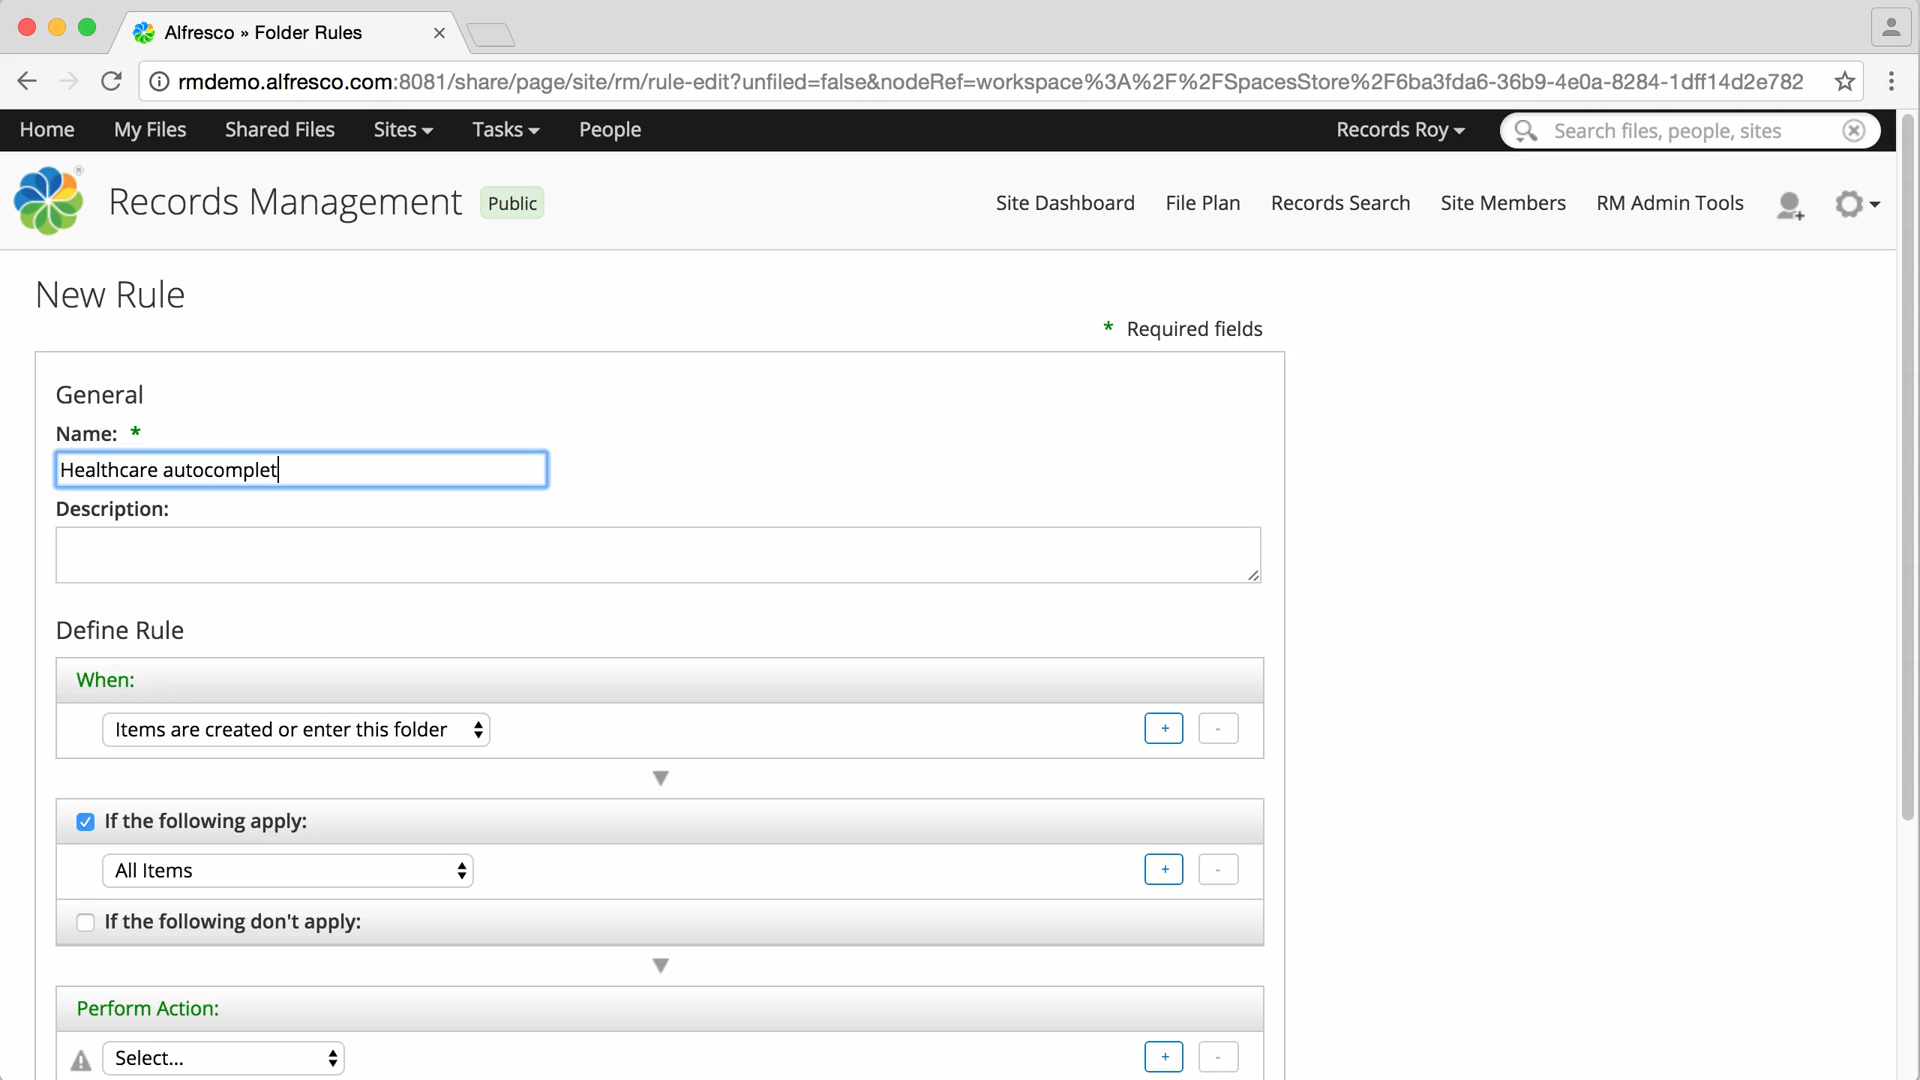 Alfresco » Folder Rules
rmdemo.alfresco.com:8081/share/page/site/rm/rule-edit?unfiled=false&nodeRef=workspace%3A%2F%2FSpacesStore%2F6ba3fda6-36b9-4e0a-8284-1dff14d2e782
Home My Files Shared Files Sites Tasks People Records Roy Search files, people, sites
Records Management Public Site Dashboard File Plan Records Search Site Members RM Admin Tools
New Rule
* Required fields
General
Name: *
Healthcare autocomplet
Description:
Define Rule
When:
Items are created or enter this folder + -
If the following apply:
All Items + -
If the following don't apply:
Perform Action:
Select... + -